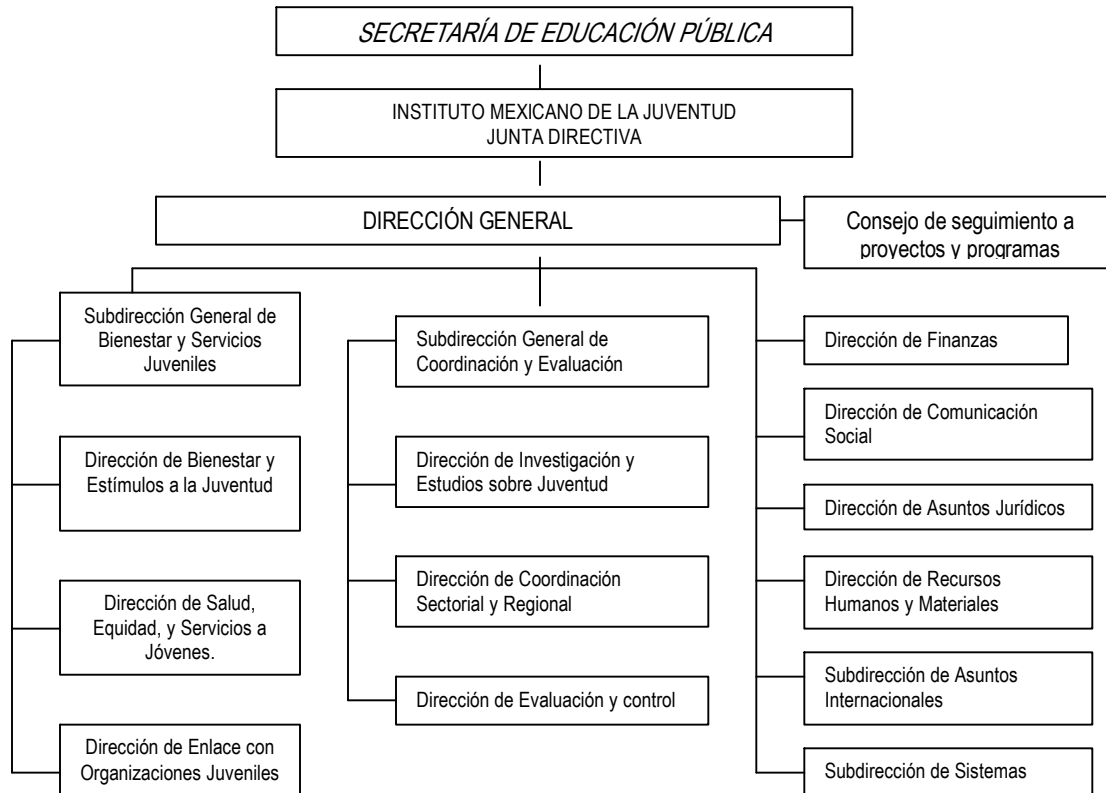 SECRETARÍA DE EDUCACIÓN PÚBLICA
INSTITUTO MEXICANO DE LA JUVENTUD
JUNTA DIRECTIVA
DIRECCIÓN GENERAL
Consejo de seguimiento a
proyectos y programas
Subdirección General de
Bienestar y Servicios
Juveniles
Dirección de Bienestar y
Estímulos a la Juventud
Dirección de Salud,
Equidad, y Servicios a
Jóvenes.
Dirección de Enlace con
Organizaciones Juveniles
Subdirección General de
Coordinación y Evaluación
Dirección de Investigación y
Estudios sobre Juventud
Dirección de Coordinación
Sectorial y Regional
Dirección de Evaluación y control
Dirección de Finanzas
Dirección de Comunicación
Social
Dirección de Asuntos Jurídicos
Dirección de Recursos
Humanos y Materiales
Subdirección de Asuntos
Internacionales
Subdirección de Sistemas